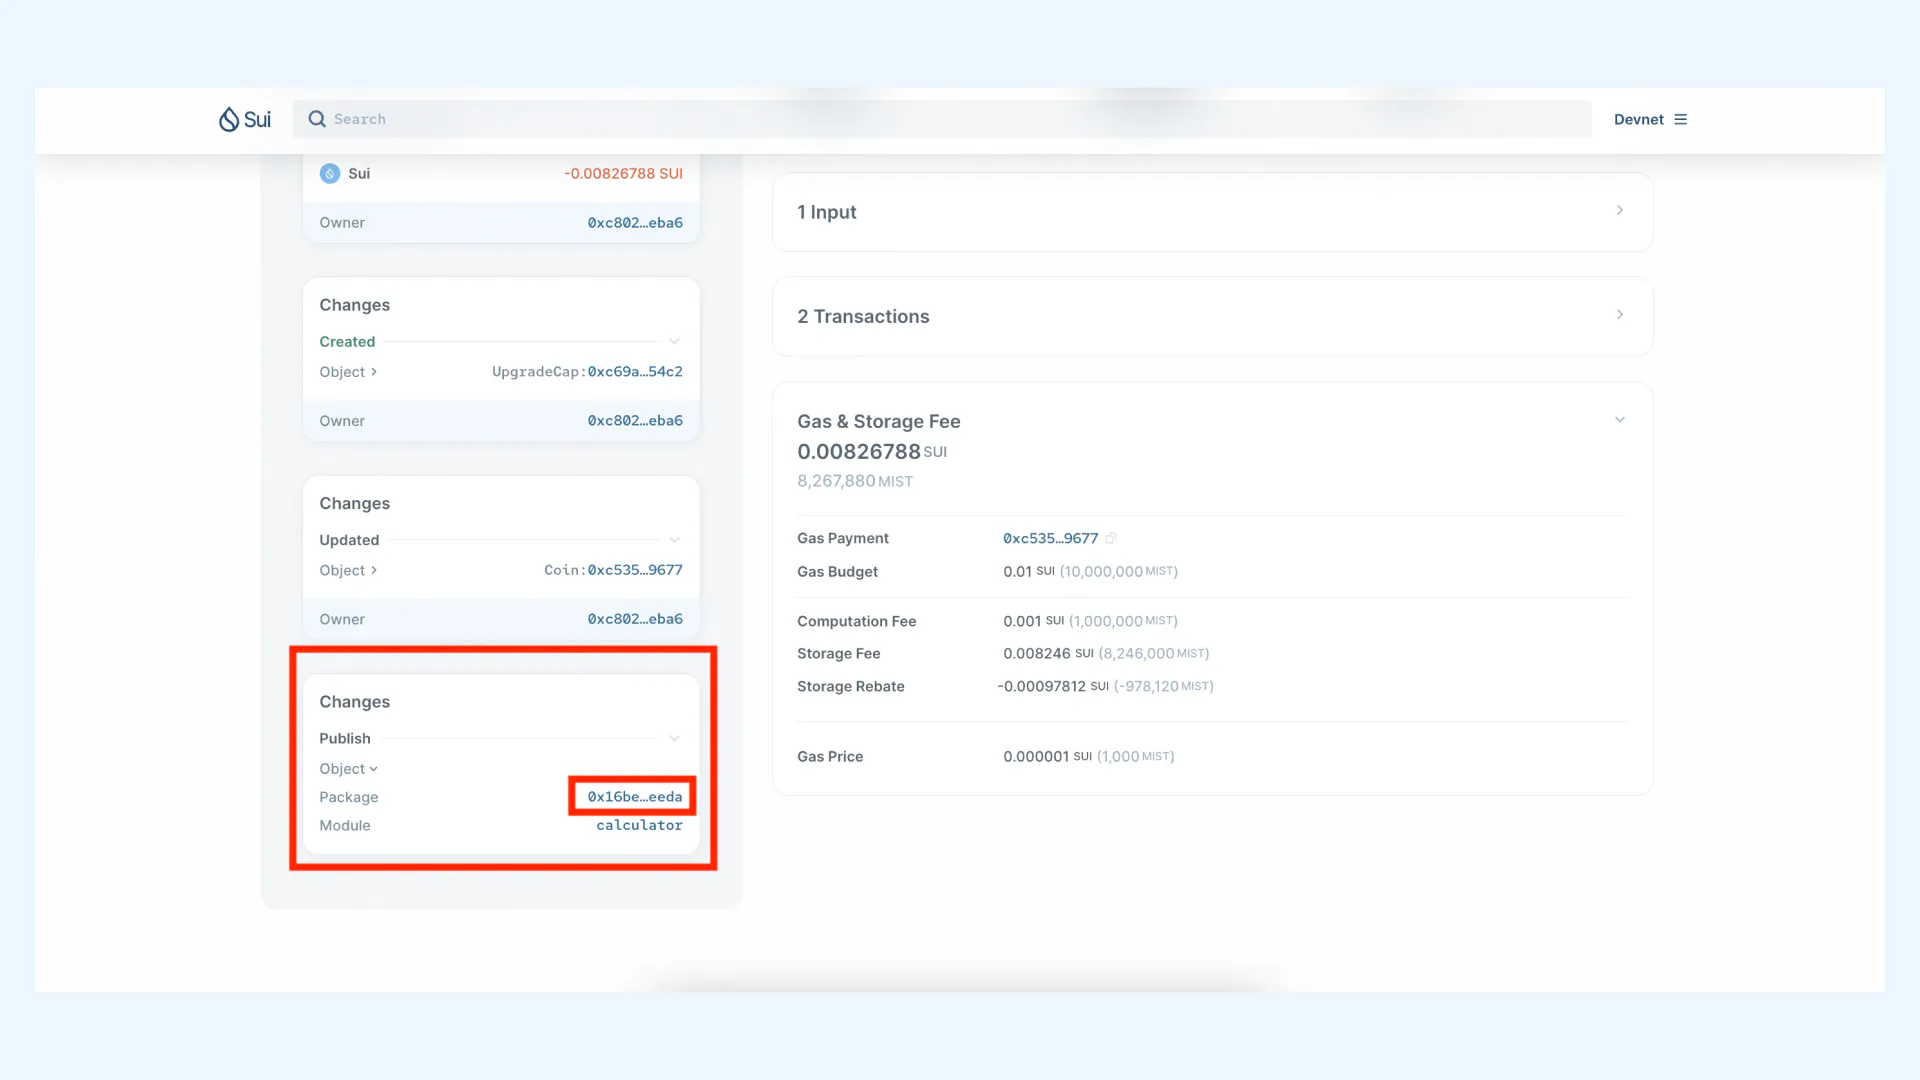 Sui
Search
Devnet
Sui -0.00826788 SUI
Owner 0xc802...eba6
Changes
Created
Object UpgradeCap:0xc69a...54c2
Owner 0xc802...eba6
Changes
Updated
Object Coin:0xc535...9677
Owner 0xc802...eba6
Changes
Publish
Object
Package 0x16be...eeda
Module calculator
1 Input
2 Transactions
Gas & Storage Fee
0.00826788 SUI
8,267,880 MIST
Gas Payment 0xc535...9677
Gas Budget 0.01 SUI (10,000,000 MIST)
Computation Fee 0.001 SUI (1,000,000 MIST)
Storage Fee 0.008246 SUI (8,246,000 MIST)
Storage Rebate -0.00097812 SUI (-978,120 MIST)
Gas Price 0.000001 SUI (1,000 MIST)